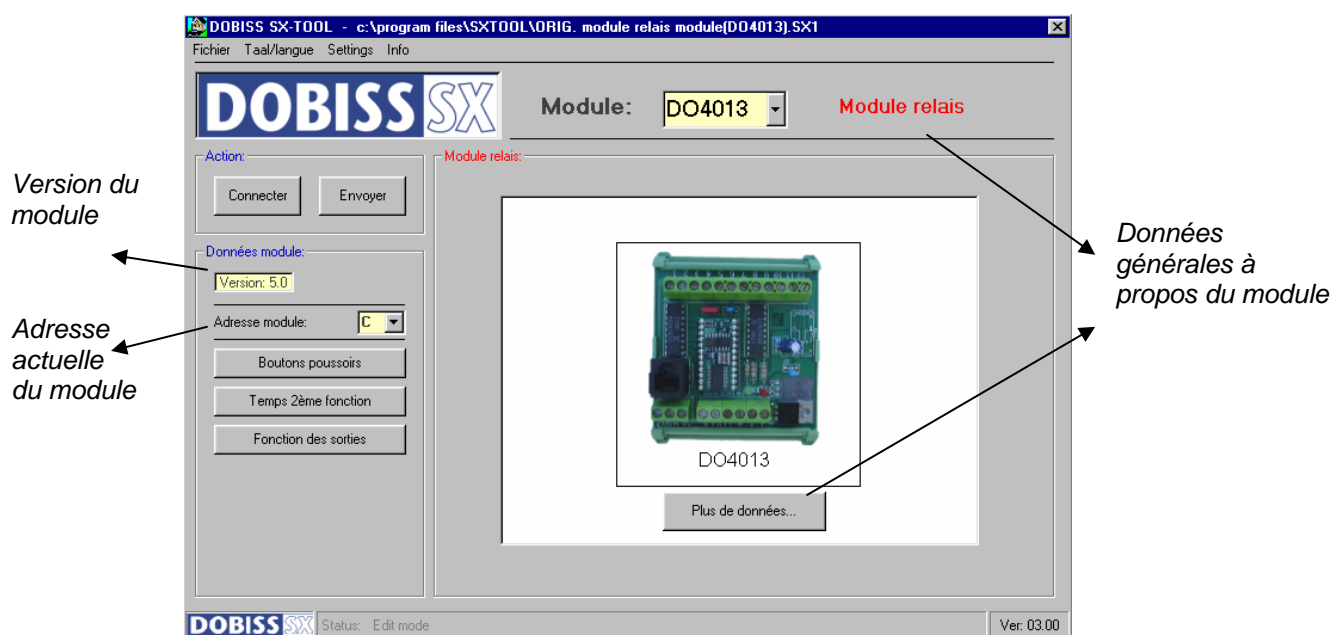 DOBISS SX-TOOL - c:\program files\SXTOOL\ORIG. module relais module(DO4013).SX1
Fichier Taal/langue Settings Info
DOBISS SX
Module: DO4013 Module relais
Action:
Connecter Envoyer
Module relais:
Version du
module
Données module:
Version: 5.0
Adresse module: C
Adresse
actuelle
du module
Boutons poussoirs
Temps 2ème fonction
Fonction des sorties
DO4013
Plus de données...
Données
générales à
propos du module
DOBISS SX Status: Edit mode Ver: 03.00